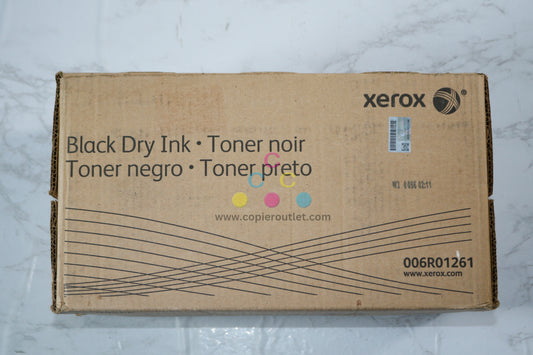 xerox
Black Dry Ink • Toner noir
Toner negro • Toner preto
C
C C
www.copieroutlet.com
006R01261
www.xerox.com